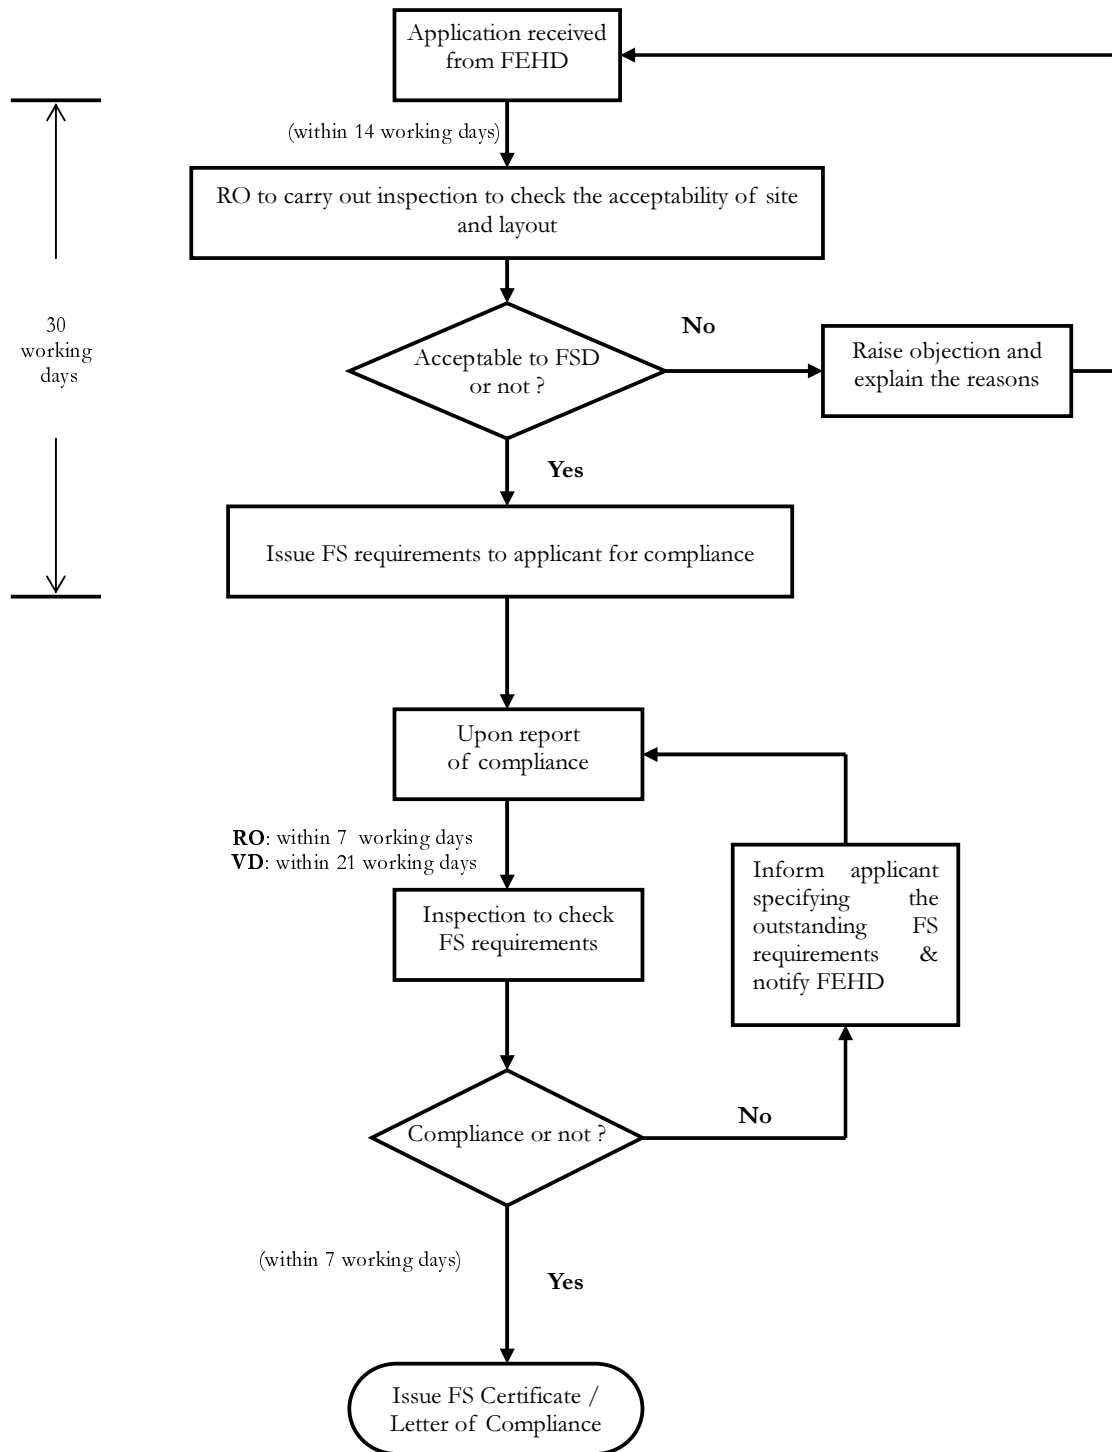 Application received
from FEHD
(within 14 working days)
RO to carry out inspection to check the acceptability of site
and layout
30
working
days
Acceptable to FSD
or not ?
No
Raise objection and
explain the reasons
Yes
Issue FS requirements to applicant for compliance
Upon report
of compliance
RO: within 7 working days
VD: within 21 working days
Inspection to check
FS requirements
Inform applicant
specifying the
outstanding FS
requirements &
notify FEHD
Compliance or not ?
No
(within 7 working days)
Yes
Issue FS Certificate /
Letter of Compliance